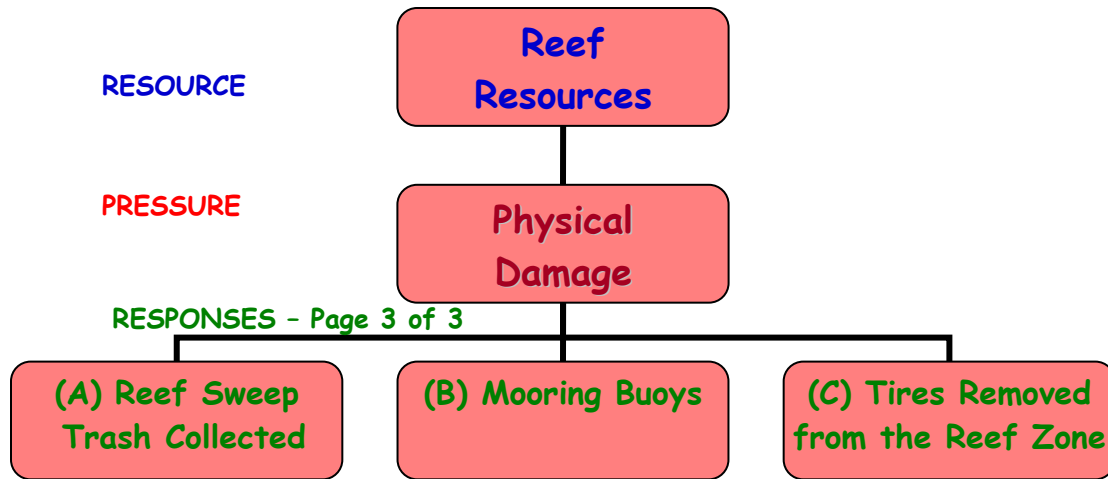 Reef
Resources
RESOURCE
PRESSURE
Physical
Damage
RESPONSES – Page 3 of 3
(A) Reef Sweep
Trash Collected
(B) Mooring Buoys
(C) Tires Removed
from the Reef Zone